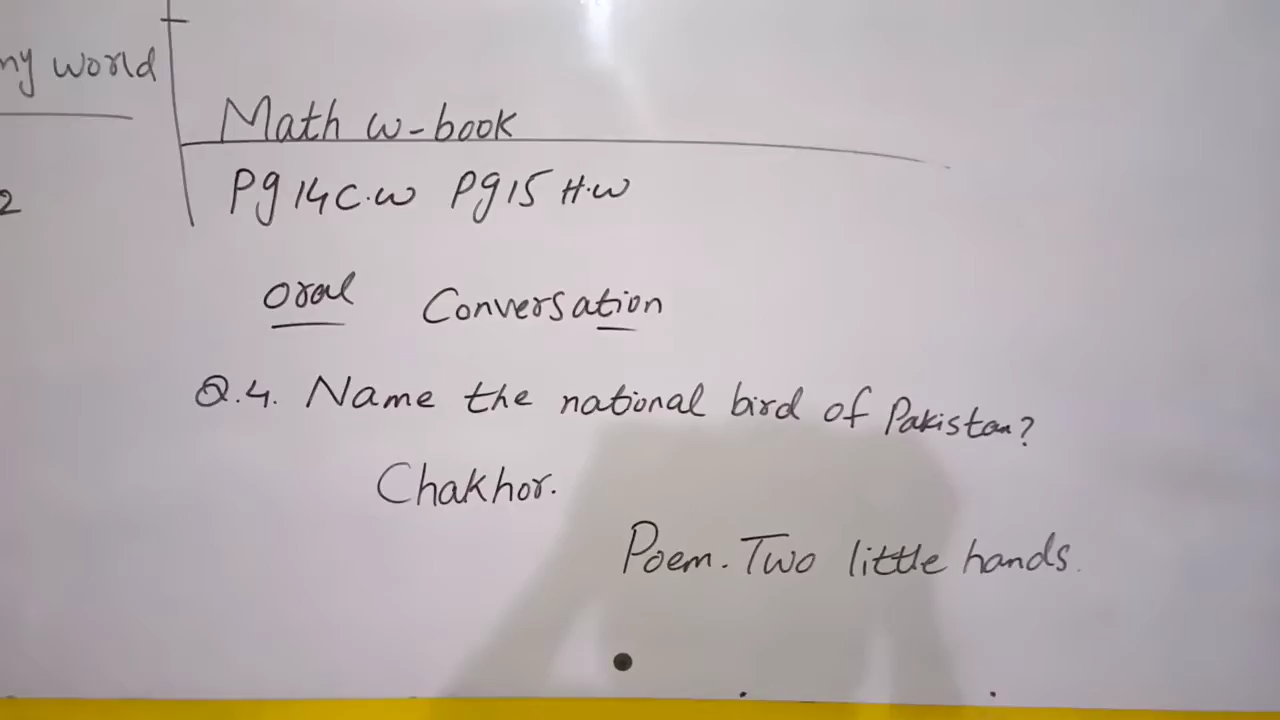 my world
2
Math w-book
Pg 14 C.W Pg 15 H.W
Oral Conversation
Q.4. Name the national bird of Pakistan?
Chakhor.
Poem. Two little hands.